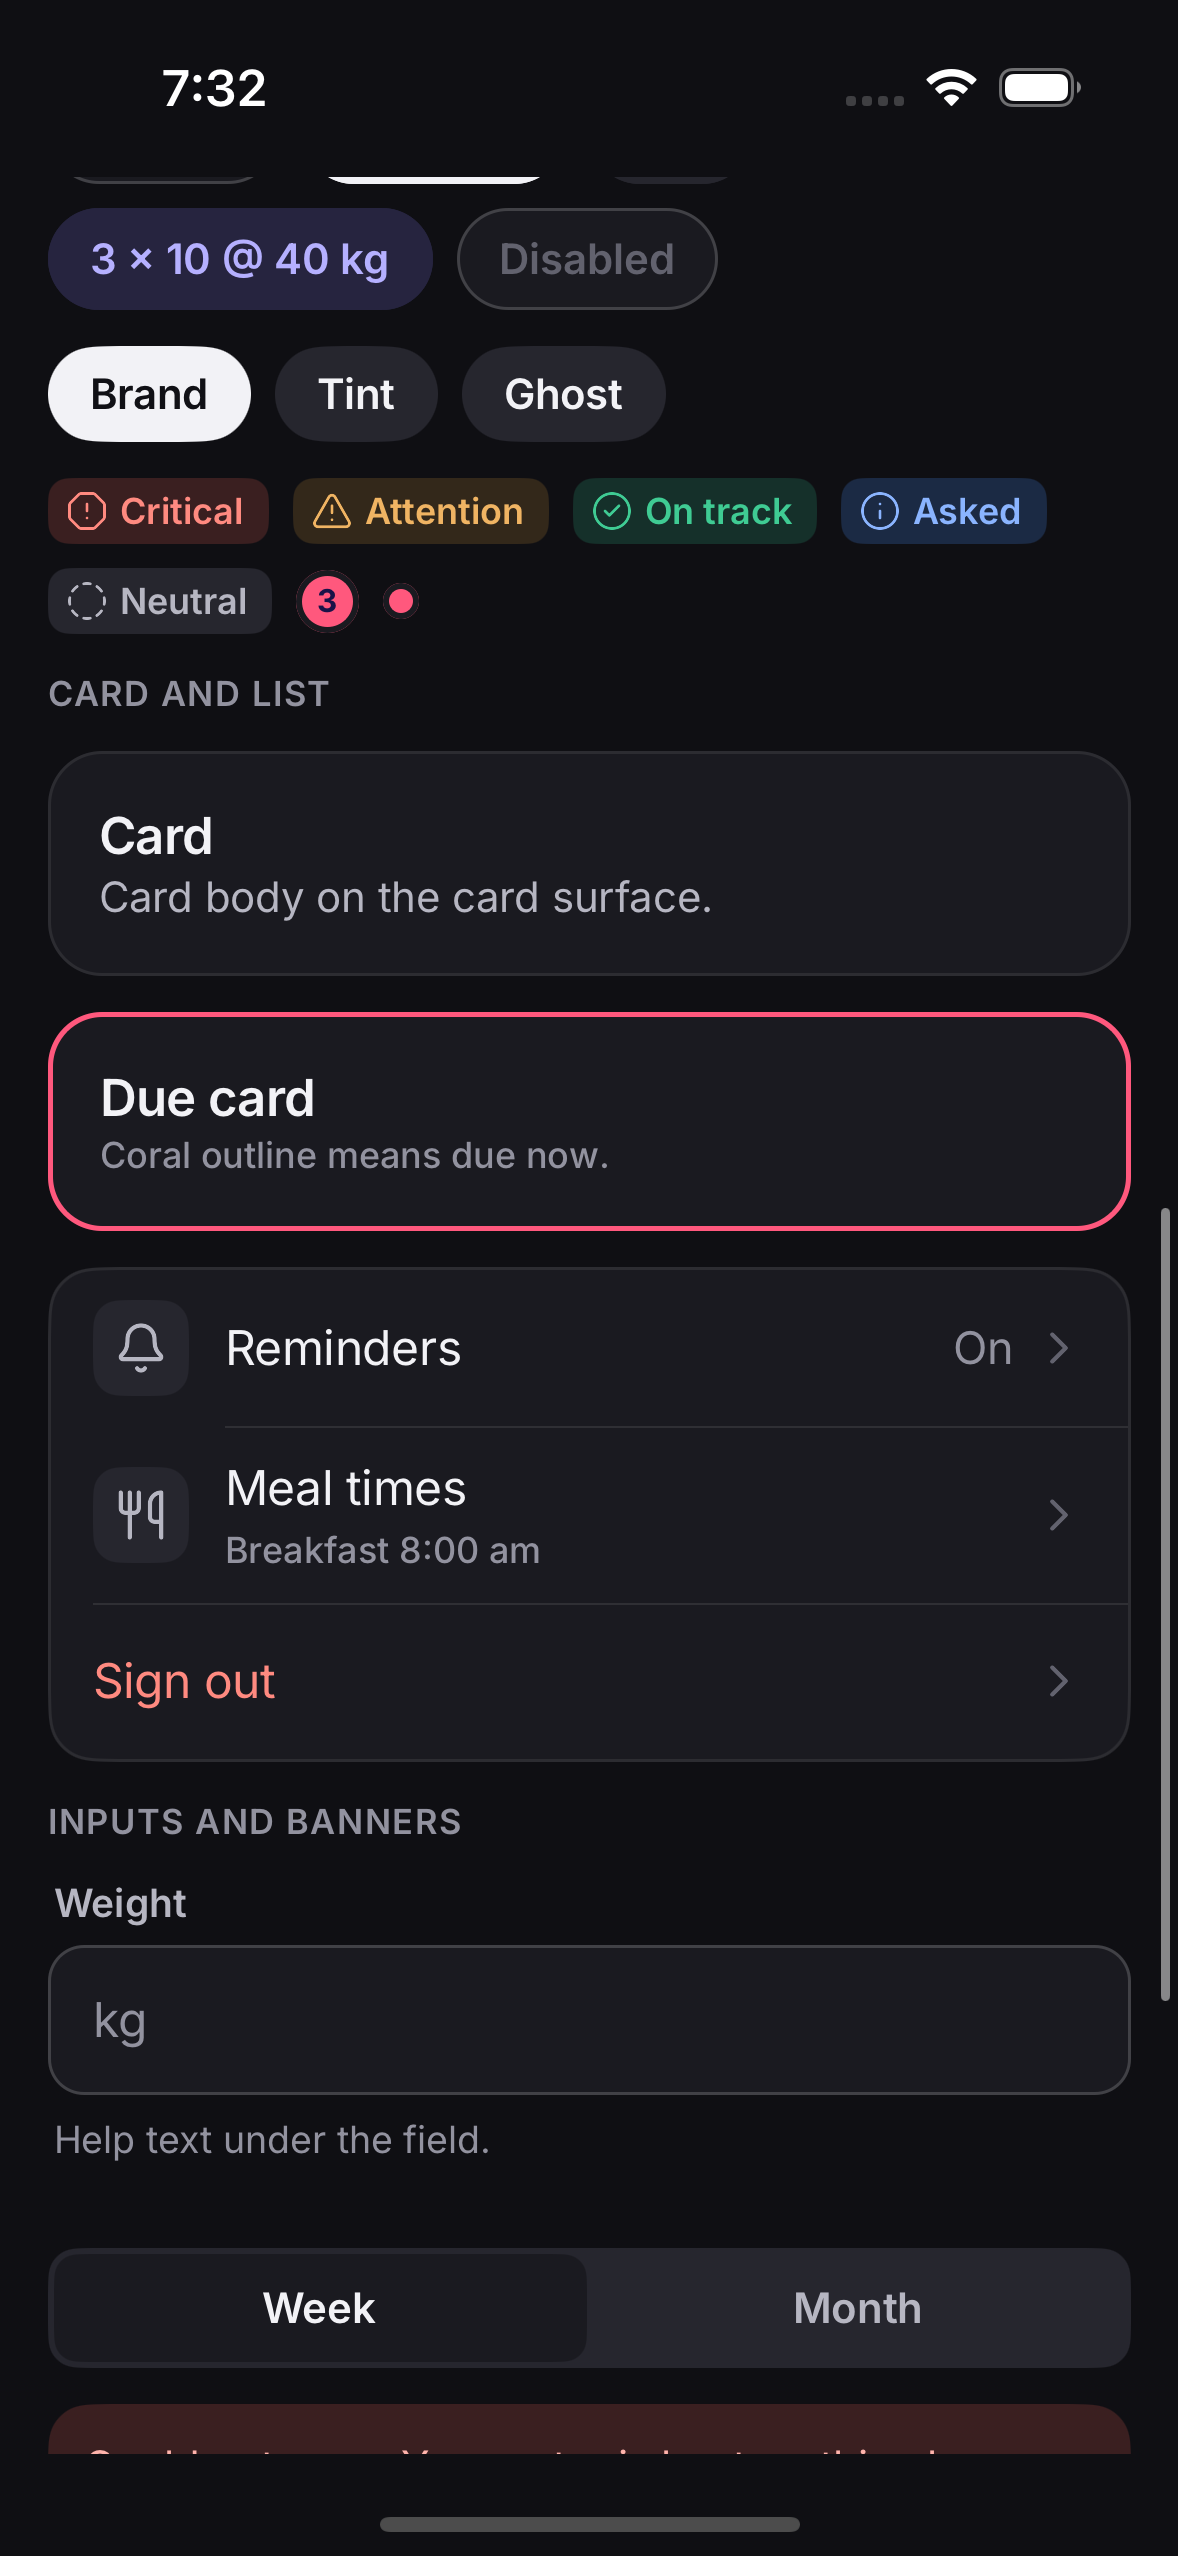 7:32
3 × 10 @ 40 kg
Disabled
Brand
Tint
Ghost
Critical
Attention
On track
Asked
Neutral
3
CARD AND LIST
Card
Card body on the card surface.
Due card
Coral outline means due now.
Reminders
On
Meal times
Breakfast 8:00 am
Sign out
INPUTS AND BANNERS
Weight
kg
Help text under the field.
Week
Month